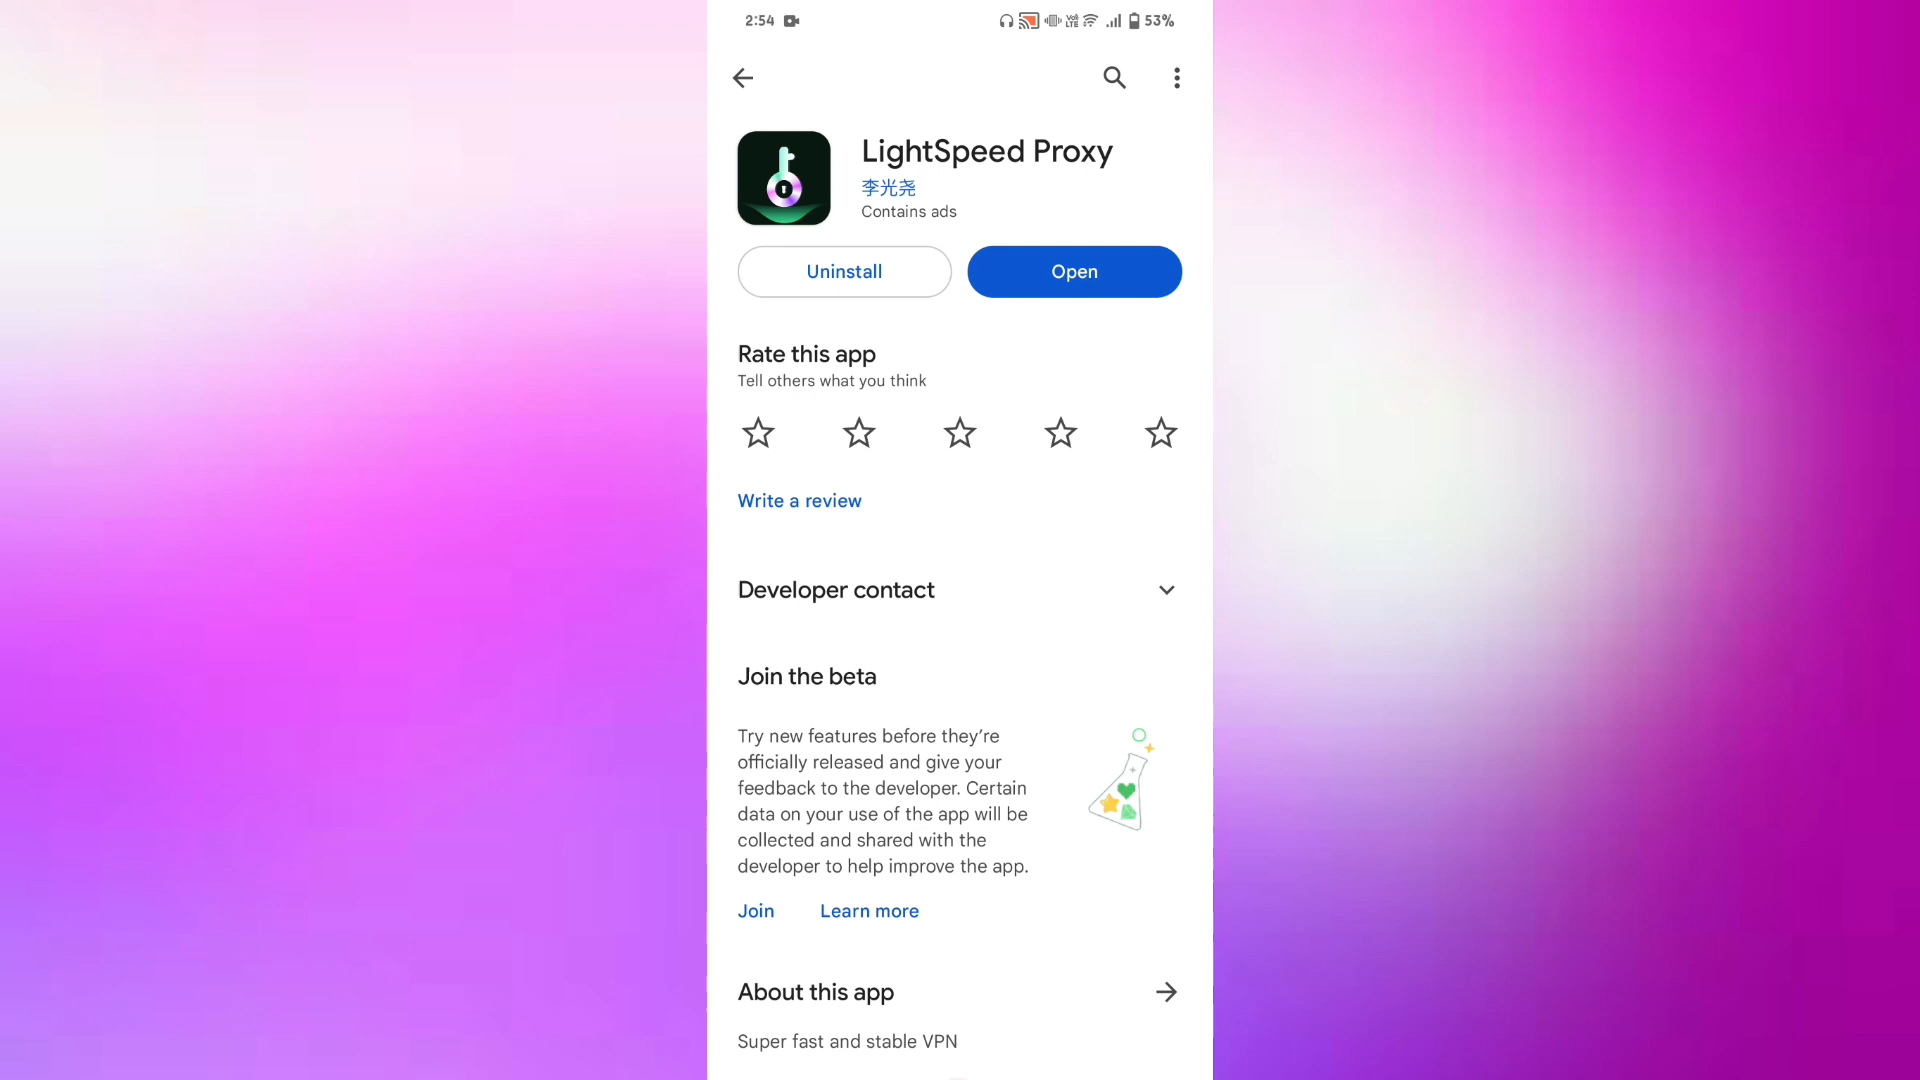 2:54
Vo) LTE
53%
LightSpeed Proxy
李光尧
Contains ads
Uninstall
Open
Rate this app
Tell others what you think
Write a review
Developer contact
Join the beta
Try new features before they’re
officially released and give your
feedback to the developer. Certain
data on your use of the app will be
collected and shared with the
developer to help improve the app.
Join
Learn more
About this app
Super fast and stable VPN